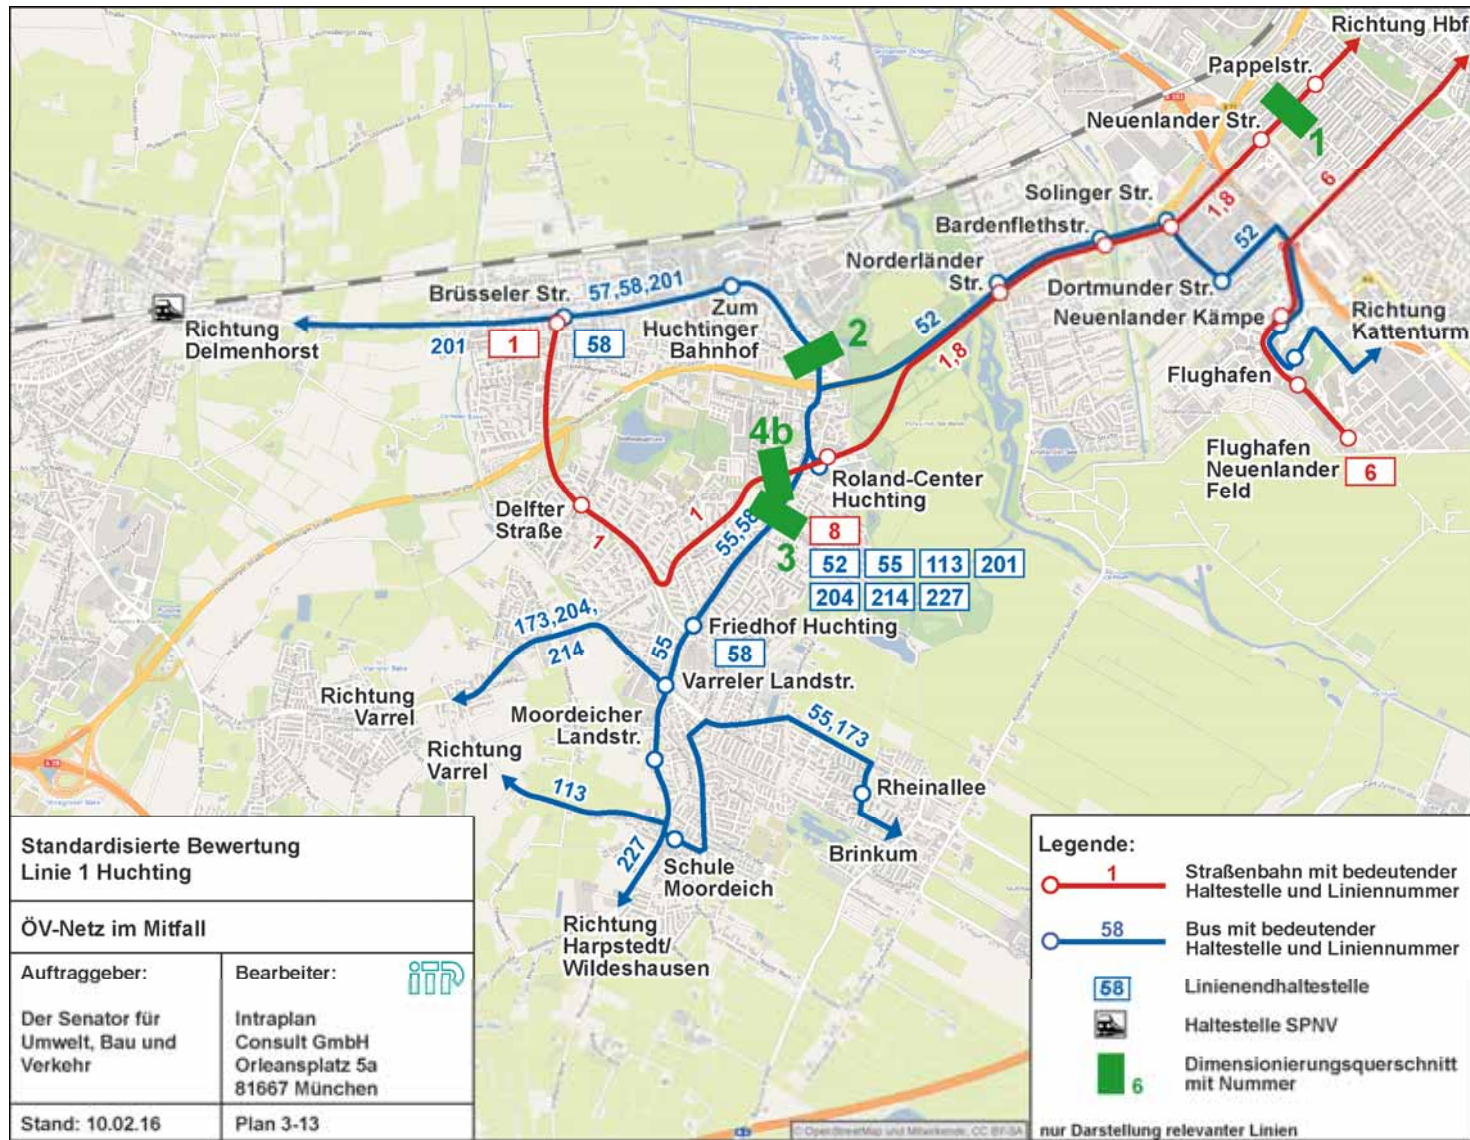 Richtung Hbf
Pappelstr.
Neuenlander Str.
1
6
Solinger Str.
1,8
Bardenflethstr.
52
Norderländer
Str.
Dortmunder Str.
Neuenlander Kämpe
Richtung
Kattenturm
Flughafen
Flughafen
Neuenlander
Feld
6
Brüsseler Str.
57,58,201
Zum
Huchtinger
Bahnhof
2
52
1,8
Richtung
Delmenhorst
201
1
58
4b
Roland-Center
Huchting
Delfter
Straße
1
1
55,58
3
8
52
55
113
201
204
214
227
173,204,
214
55
Friedhof Huchting
58
Varreler Landstr.
Richtung
Varrel
Moordeicher
Landstr.
55,173
Richtung
Varrel
113
Rheinallee
227
Schule
Moordeich
Brinkum
Richtung
Harpstedt/
Wildeshausen
Standardisierte Bewertung
Linie 1 Huchting
ÖV-Netz im Mitfall
Auftraggeber:
Der Senator für
Umwelt, Bau und
Verkehr
Bearbeiter:
itp
Intraplan
Consult GmbH
Orleansplatz 5a
81667 München
Stand: 10.02.16
Plan 3-13
Legende:
1
Straßenbahn mit bedeutender
Haltestelle und Liniennummer
58
Bus mit bedeutender
Haltestelle und Liniennummer
58
Linienendhaltestelle
Haltestelle SPNV
6
Dimensionierungsquerschnitt
mit Nummer
nur Darstellung relevanter Linien
© OpenStreetMap und Mitwirkende, CC BY-SA